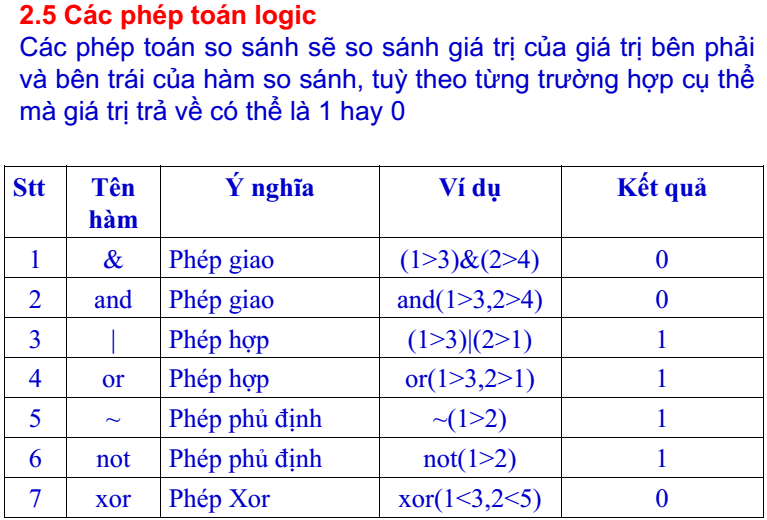 2.5 Các phép toán logic
Các phép toán so sánh sẽ so sánh giá trị của giá trị bên phải
và bên trái của hàm so sánh, tuỳ theo từng trường hợp cụ thể
mà giá trị trả về có thể là 1 hay 0
Stt Tên hàm Ý nghĩa Ví dụ Kết quả
1 & Phép giao (1>3)&(2>4) 0
2 and Phép giao and(1>3,2>4) 0
3 | Phép hợp (1>3)|(2>1) 1
4 or Phép hợp or(1>3,2>1) 1
5 ~ Phép phủ định ~(1>2) 1
6 not Phép phủ định not(1>2) 1
7 xor Phép Xor xor(1<3,2<5) 0